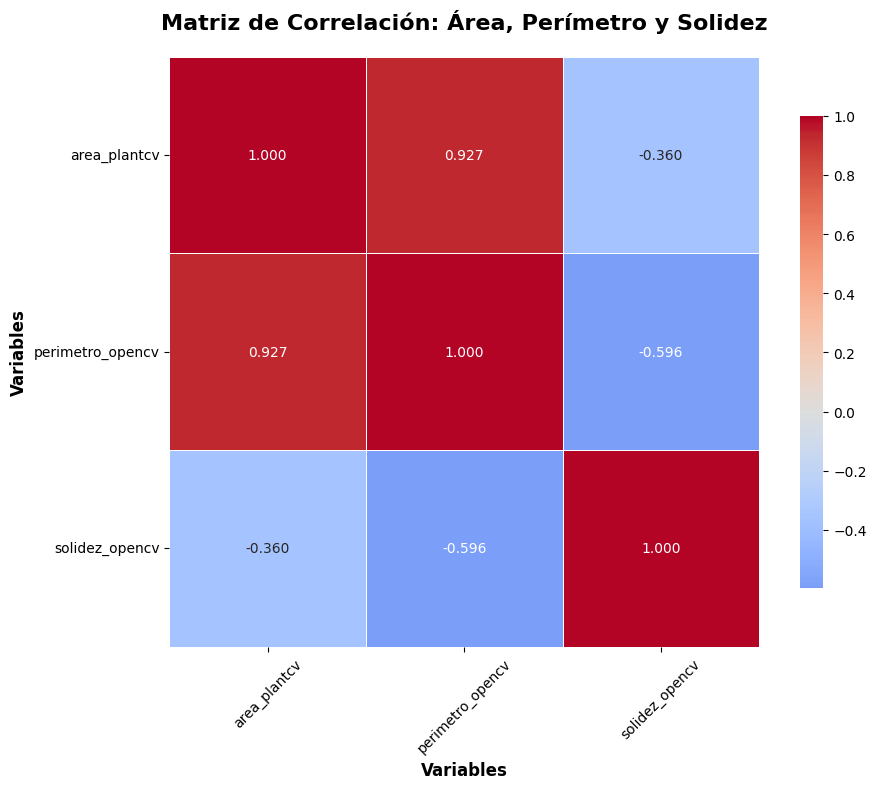 Matriz de Correlación: Área, Perímetro y Solidez
area_plantcv
1.000
0.927
-0.360
perimetro_opencv
0.927
1.000
-0.596
solidez_opencv
-0.360
-0.596
1.000
area_plantcv
perimetro_opencv
solidez_opencv
Variables
Variables
1.0
0.8
0.6
0.4
0.2
0.0
−0.2
−0.4